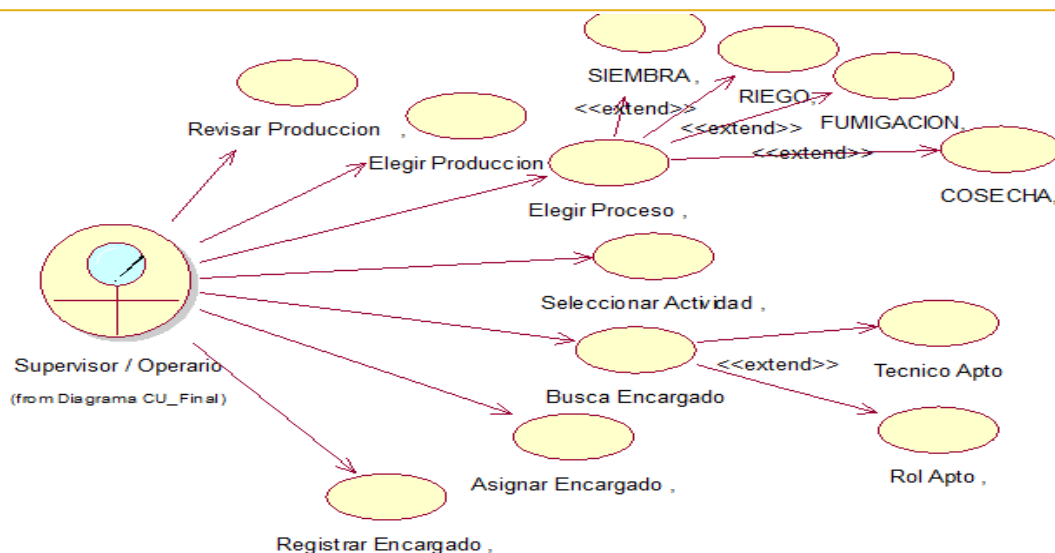 SIEMBRA,
<<extend>>
RIEGO,
<<extend>>
FUMIGACION,
<<extend>>
COSECHA,
Revisar Produccion ,
Elegir Produccion
Elegir Proceso ,
Seleccionar Actividad ,
Supervisor / Operario
(from Diagrama CU_Final)
Busca Encargado
<<extend>>
Tecnico Apto
Rol Apto ,
Asignar Encargado ,
Registrar Encargado ,